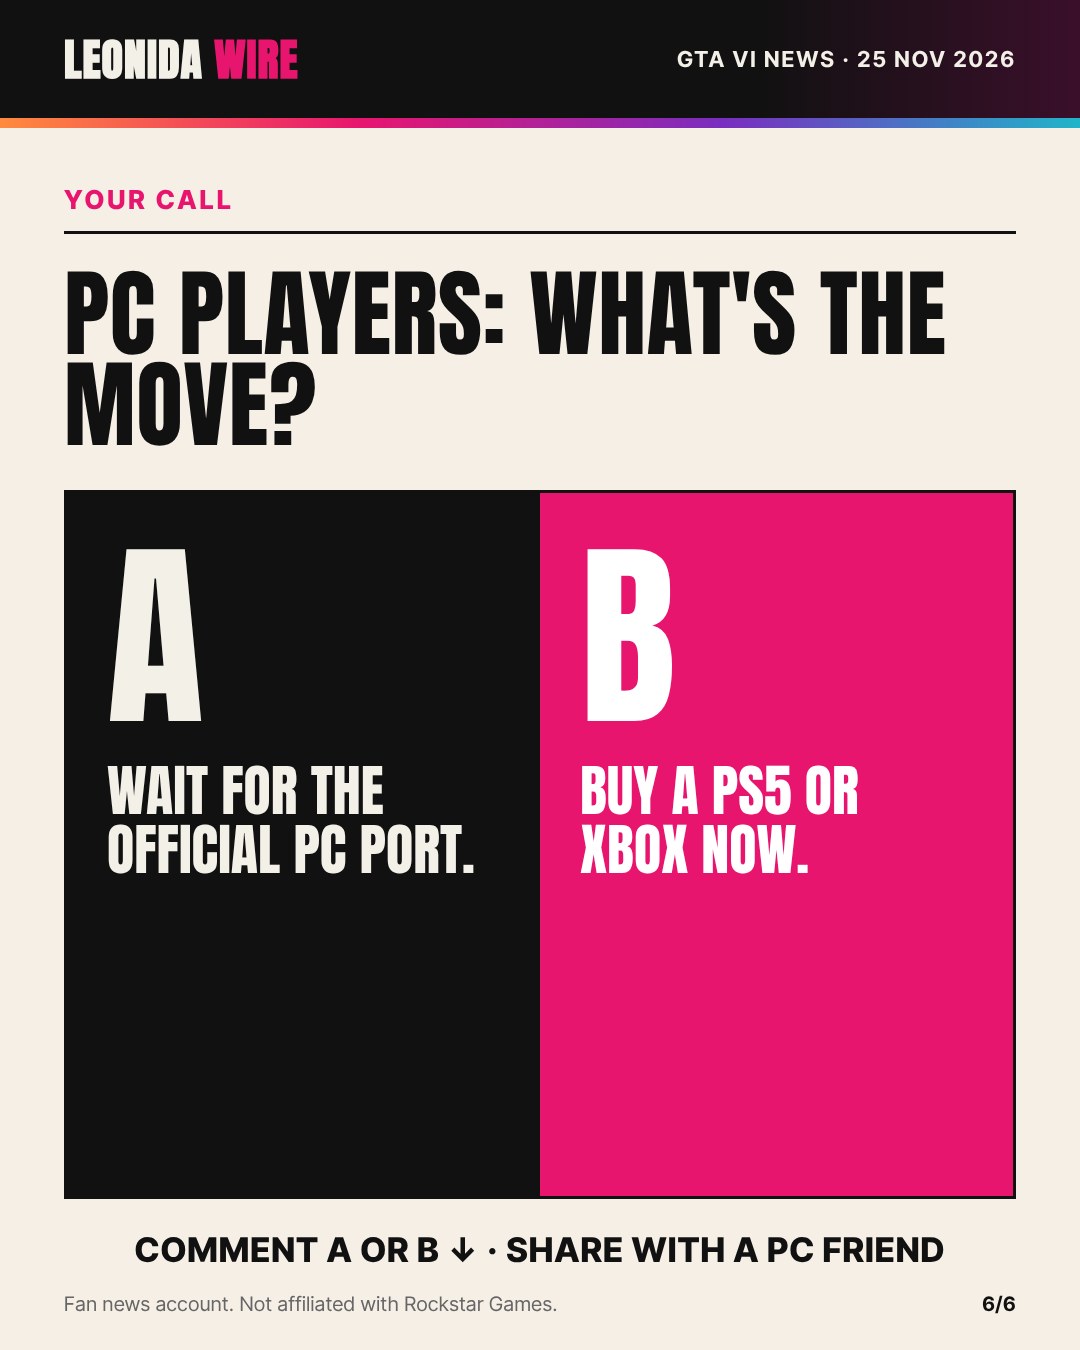 LEONIDA WIRE
GTA VI NEWS · 25 NOV 2026
YOUR CALL
PC PLAYERS: WHAT'S THE
MOVE?
A
WAIT FOR THE
OFFICIAL PC PORT.
B
BUY A PS5 OR
XBOX NOW.
COMMENT A OR B ↓ · SHARE WITH A PC FRIEND
Fan news account. Not affiliated with Rockstar Games.
6/6